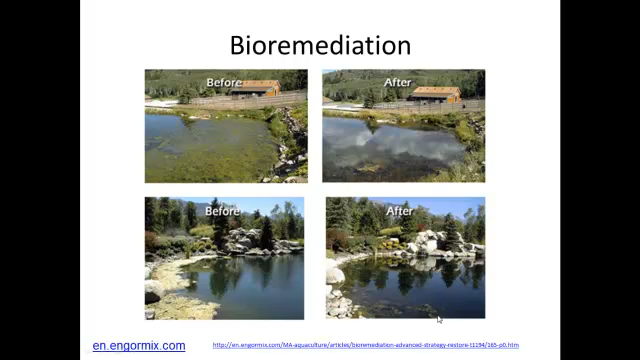 Bioremediation
Before
After
Before
After
en.engormix.com
http://en.engormix.com/MA-aquaculture/articles/bioremediation-advanced-strategy-restore-t1194/165-p0.htm